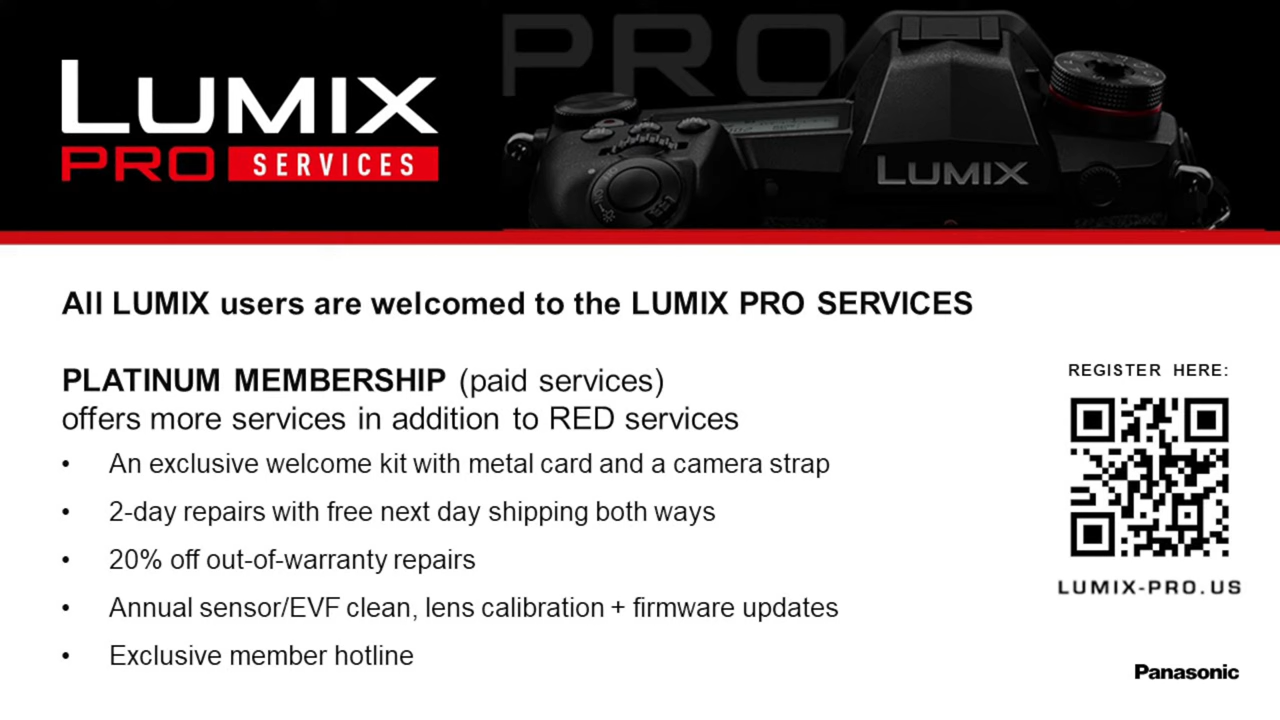 PRO
LUMIX
PRO SERVICES
LUMIX
All LUMIX users are welcomed to the LUMIX PRO SERVICES
PLATINUM MEMBERSHIP (paid services)
offers more services in addition to RED services
• An exclusive welcome kit with metal card and a camera strap
• 2-day repairs with free next day shipping both ways
• 20% off out-of-warranty repairs
• Annual sensor/EVF clean, lens calibration + firmware updates
• Exclusive member hotline
REGISTER HERE:
LUMIX-PRO.US
Panasonic